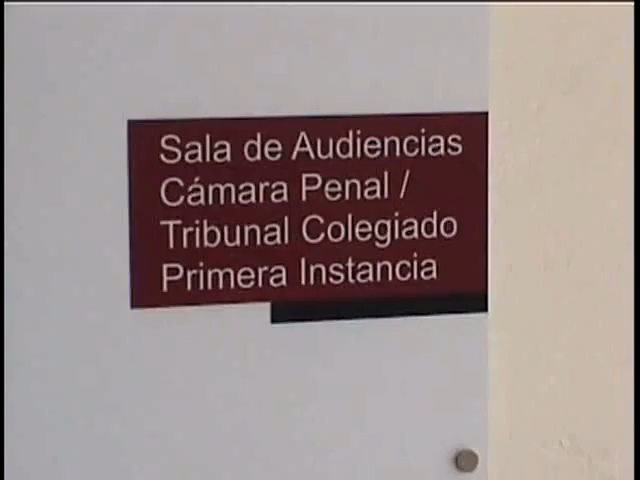 Sala de Audiencias
Cámara Penal /
Tribunal Colegiado
Primera Instancia